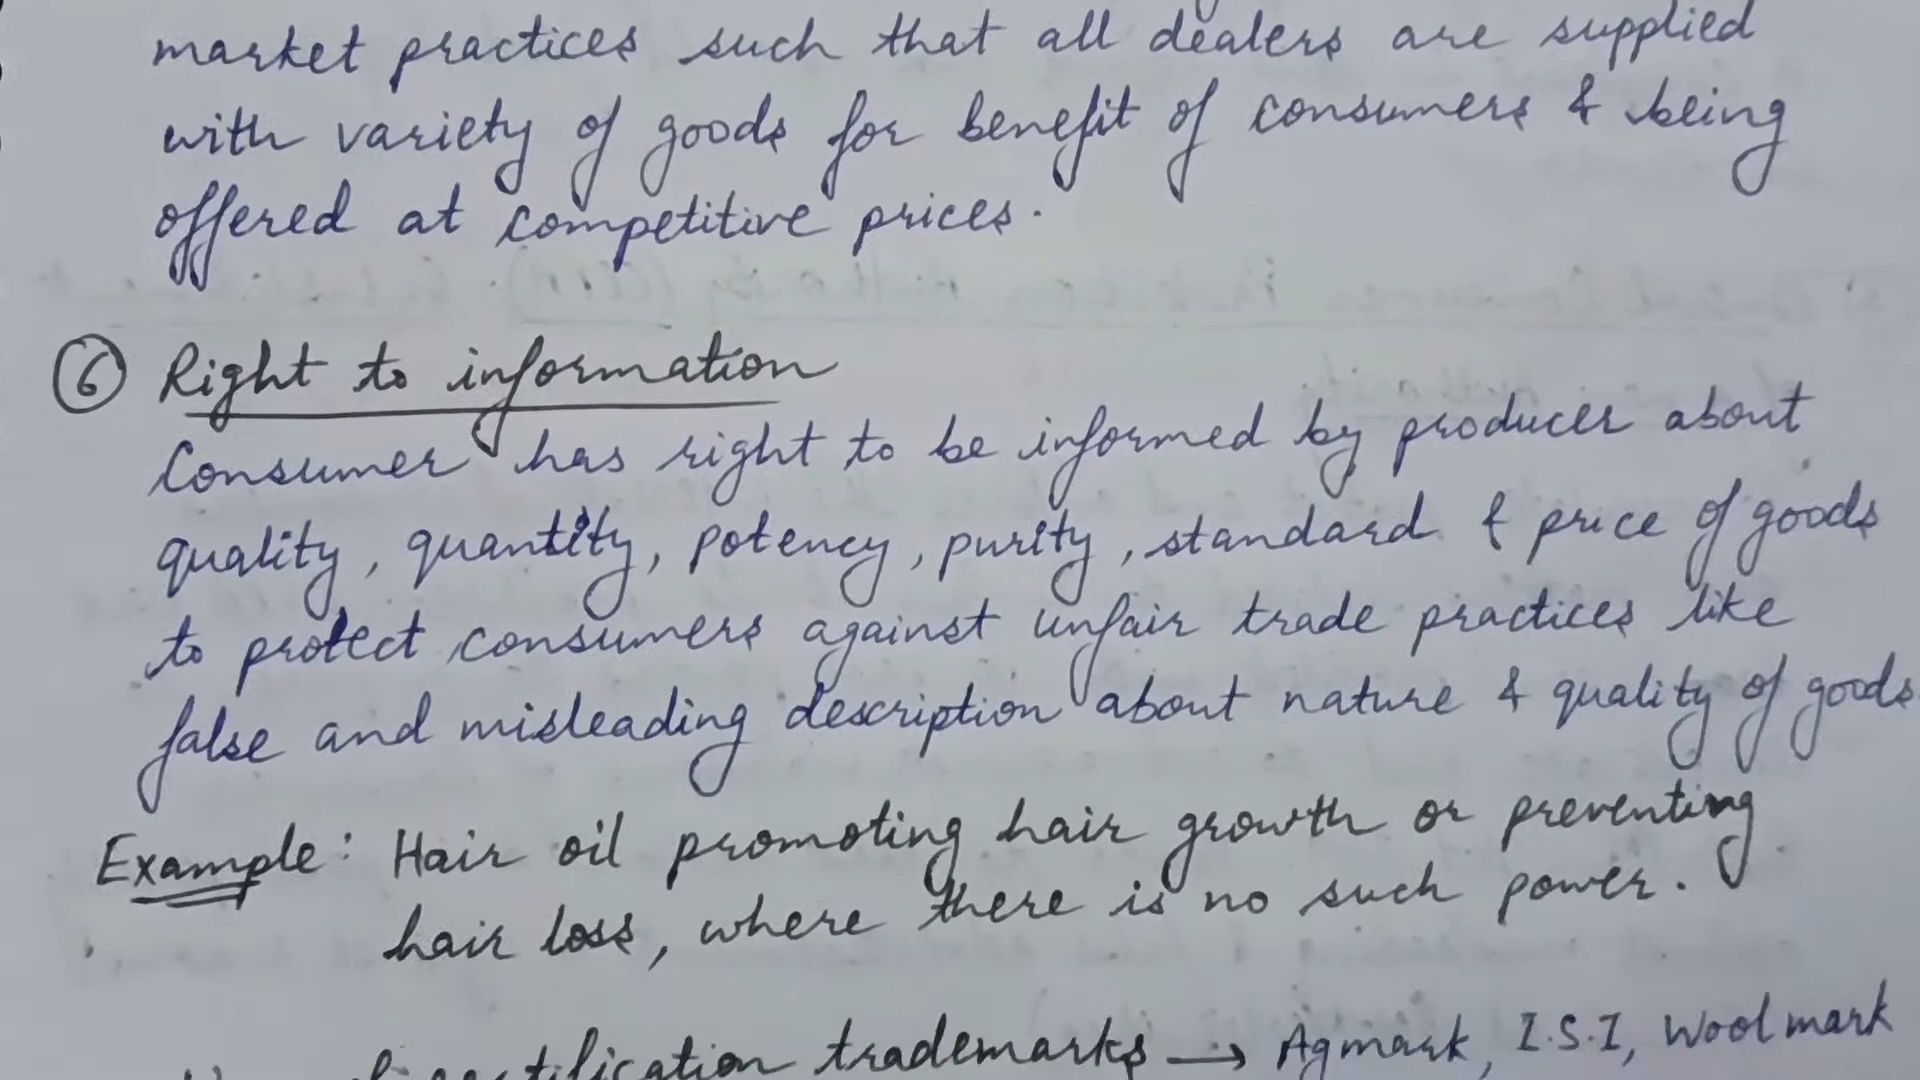 market practices such that all dealers are supplied
with variety of goods for benefit of consumers & being
offered at competitive prices.
⑥ Right to information
Consumer has right to be informed by producer about
quality, quantity, potency, purity, standard & price of goods
to protect consumers against unfair trade practices like
false and misleading description about nature & quality of goods
Example: Hair oil promoting hair growth or preventing
hair loss, where there is no such power.
certification trademarks → Agmark, I.S.I, Woolmark